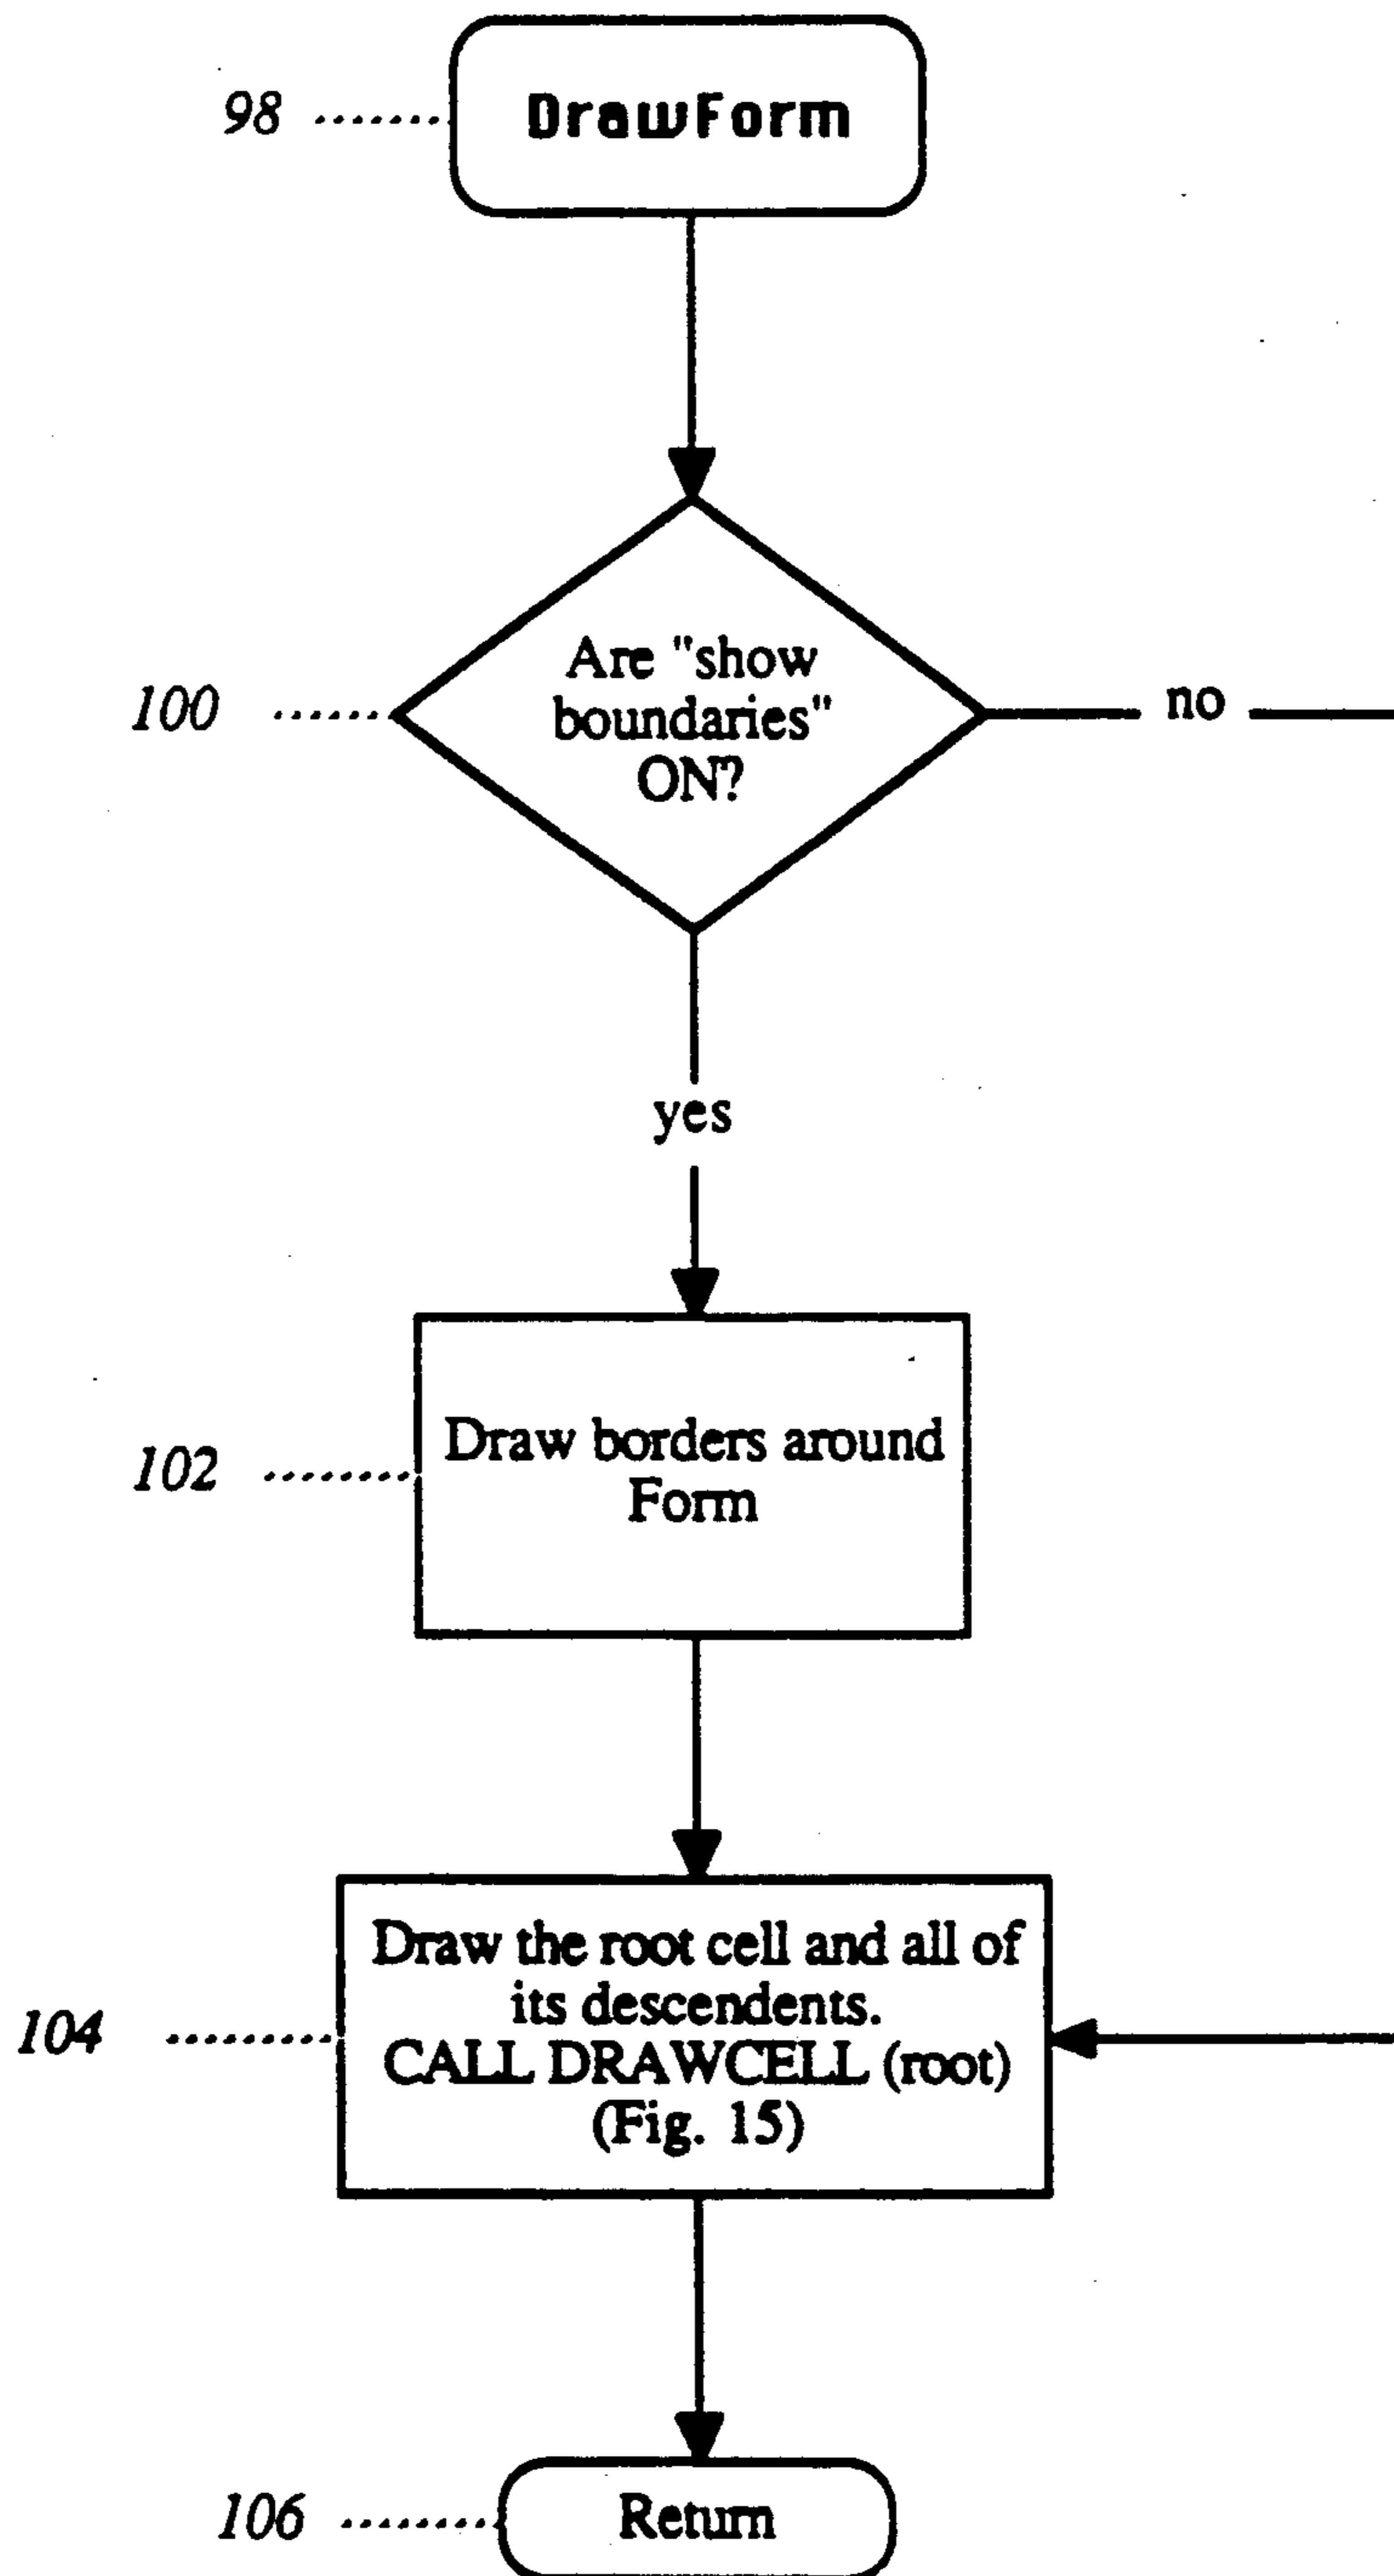 98
DrawForm
Are "show
boundaries"
ON?
100
no
yes
Draw borders around
Form
102
Draw the root cell and all of
its descendents.
CALL DRAWCELL (root)
(Fig. 15)
104
106
Return